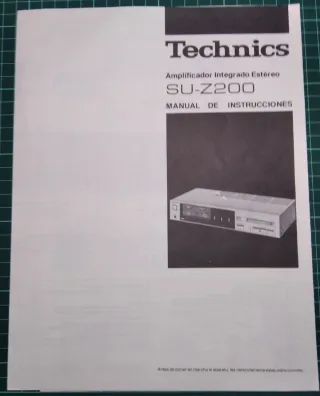 Technics
Amplificador Integrado Estéreo
SU-Z200
MANUAL DE INSTRUCCIONES